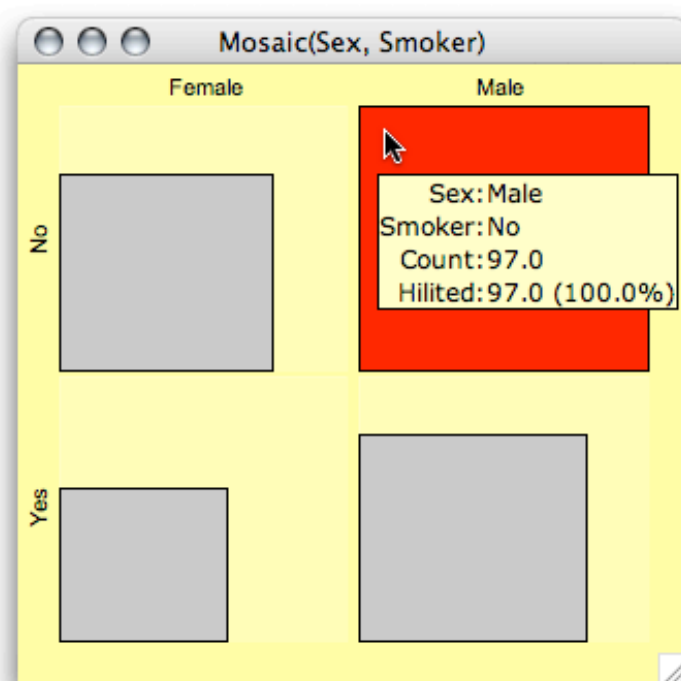 Mosaic(Sex, Smoker)
Female Male
No
Sex:Male
Smoker:No
Count:97.0
Hilited:97.0 (100.0%)
Yes